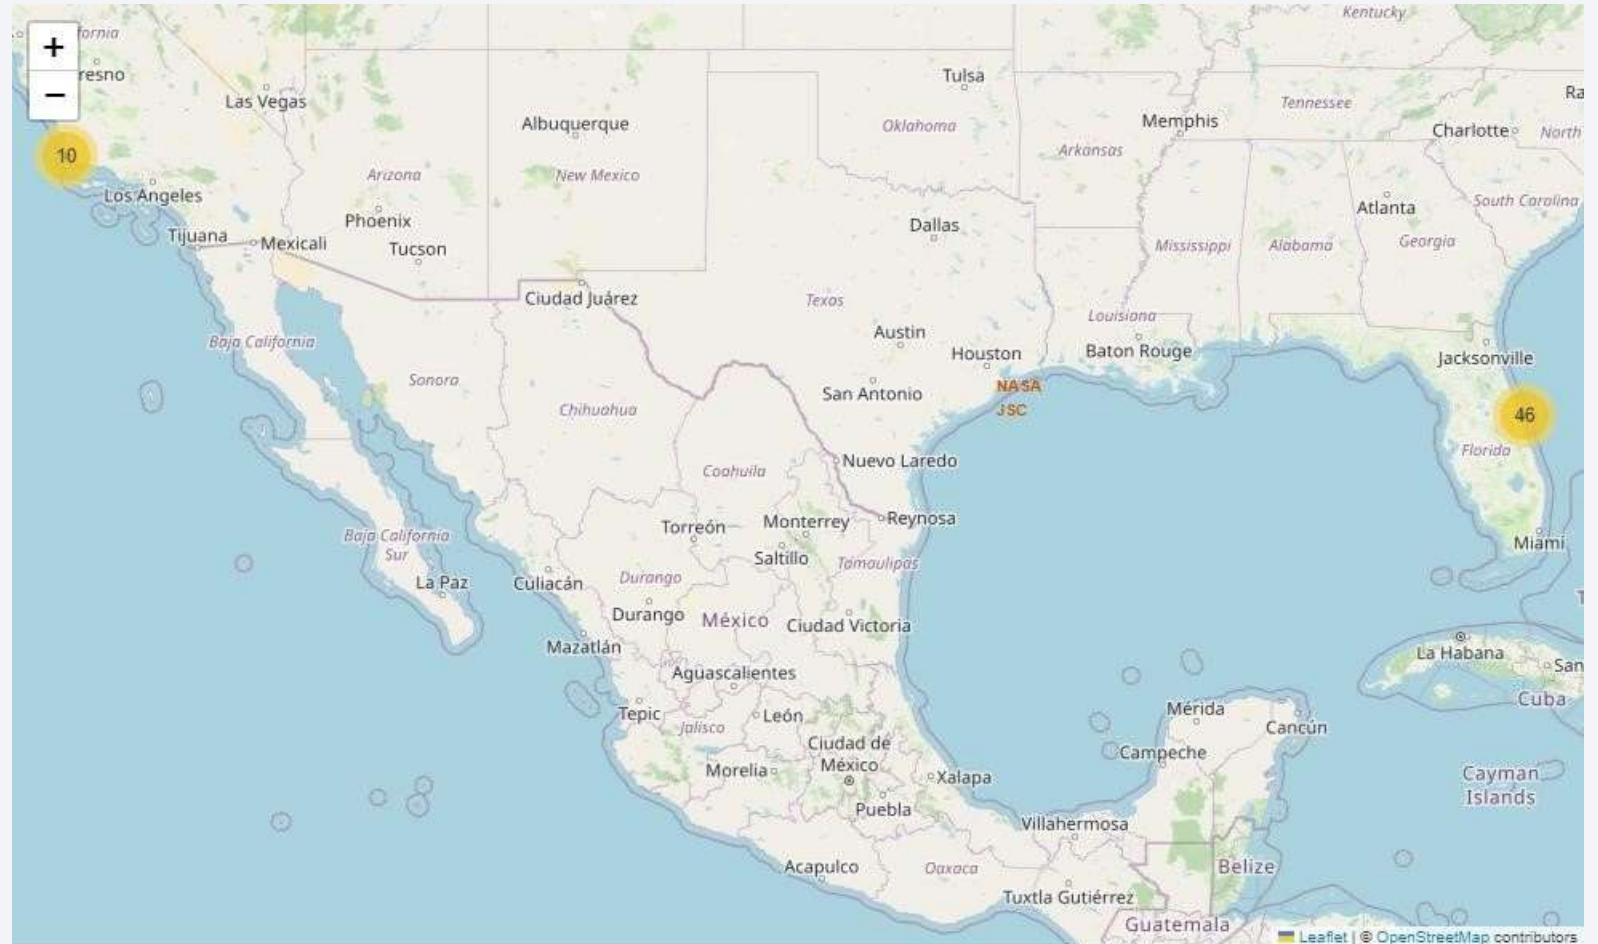 Kentucky
+
fornia
resno
−
Tulsa
Las Vegas
Ra
Tennessee
Albuquerque
Oklahoma
Memphis
Charlotte
North
10
Arkansas
Arizona
New Mexico
Los Angeles
South Carolina
Atlanta
Phoenix
Dallas
Tijuana
Mexicali
Tucson
Mississippi
Alabama
Georgia
Ciudad Juárez
Texas
Louisiana
Austin
Baja California
Houston
Baton Rouge
Jacksonville
Sonora
NASA
JSC
San Antonio
Chihuahua
46
Florida
Nuevo Laredo
Coahuila
Reynosa
Torreón
Monterrey
Baja California
Sur
Miami
Saltillo
Tamaulipas
La Paz
Culiacán
Durango
T
Durango
México
Ciudad Victoria
Mazatlán
La Habana
San
Aguascalientes
Cuba
Tepic
León
Mérida
Jalisco
Cancún
Ciudad de
México
Campeche
Morelia
Xalapa
Cayman
Islands
Puebla
Villahermosa
Acapulco
Oaxaca
Belize
Tuxtla Gutiérrez
Guatemala
Leaflet | © OpenStreetMap contributors